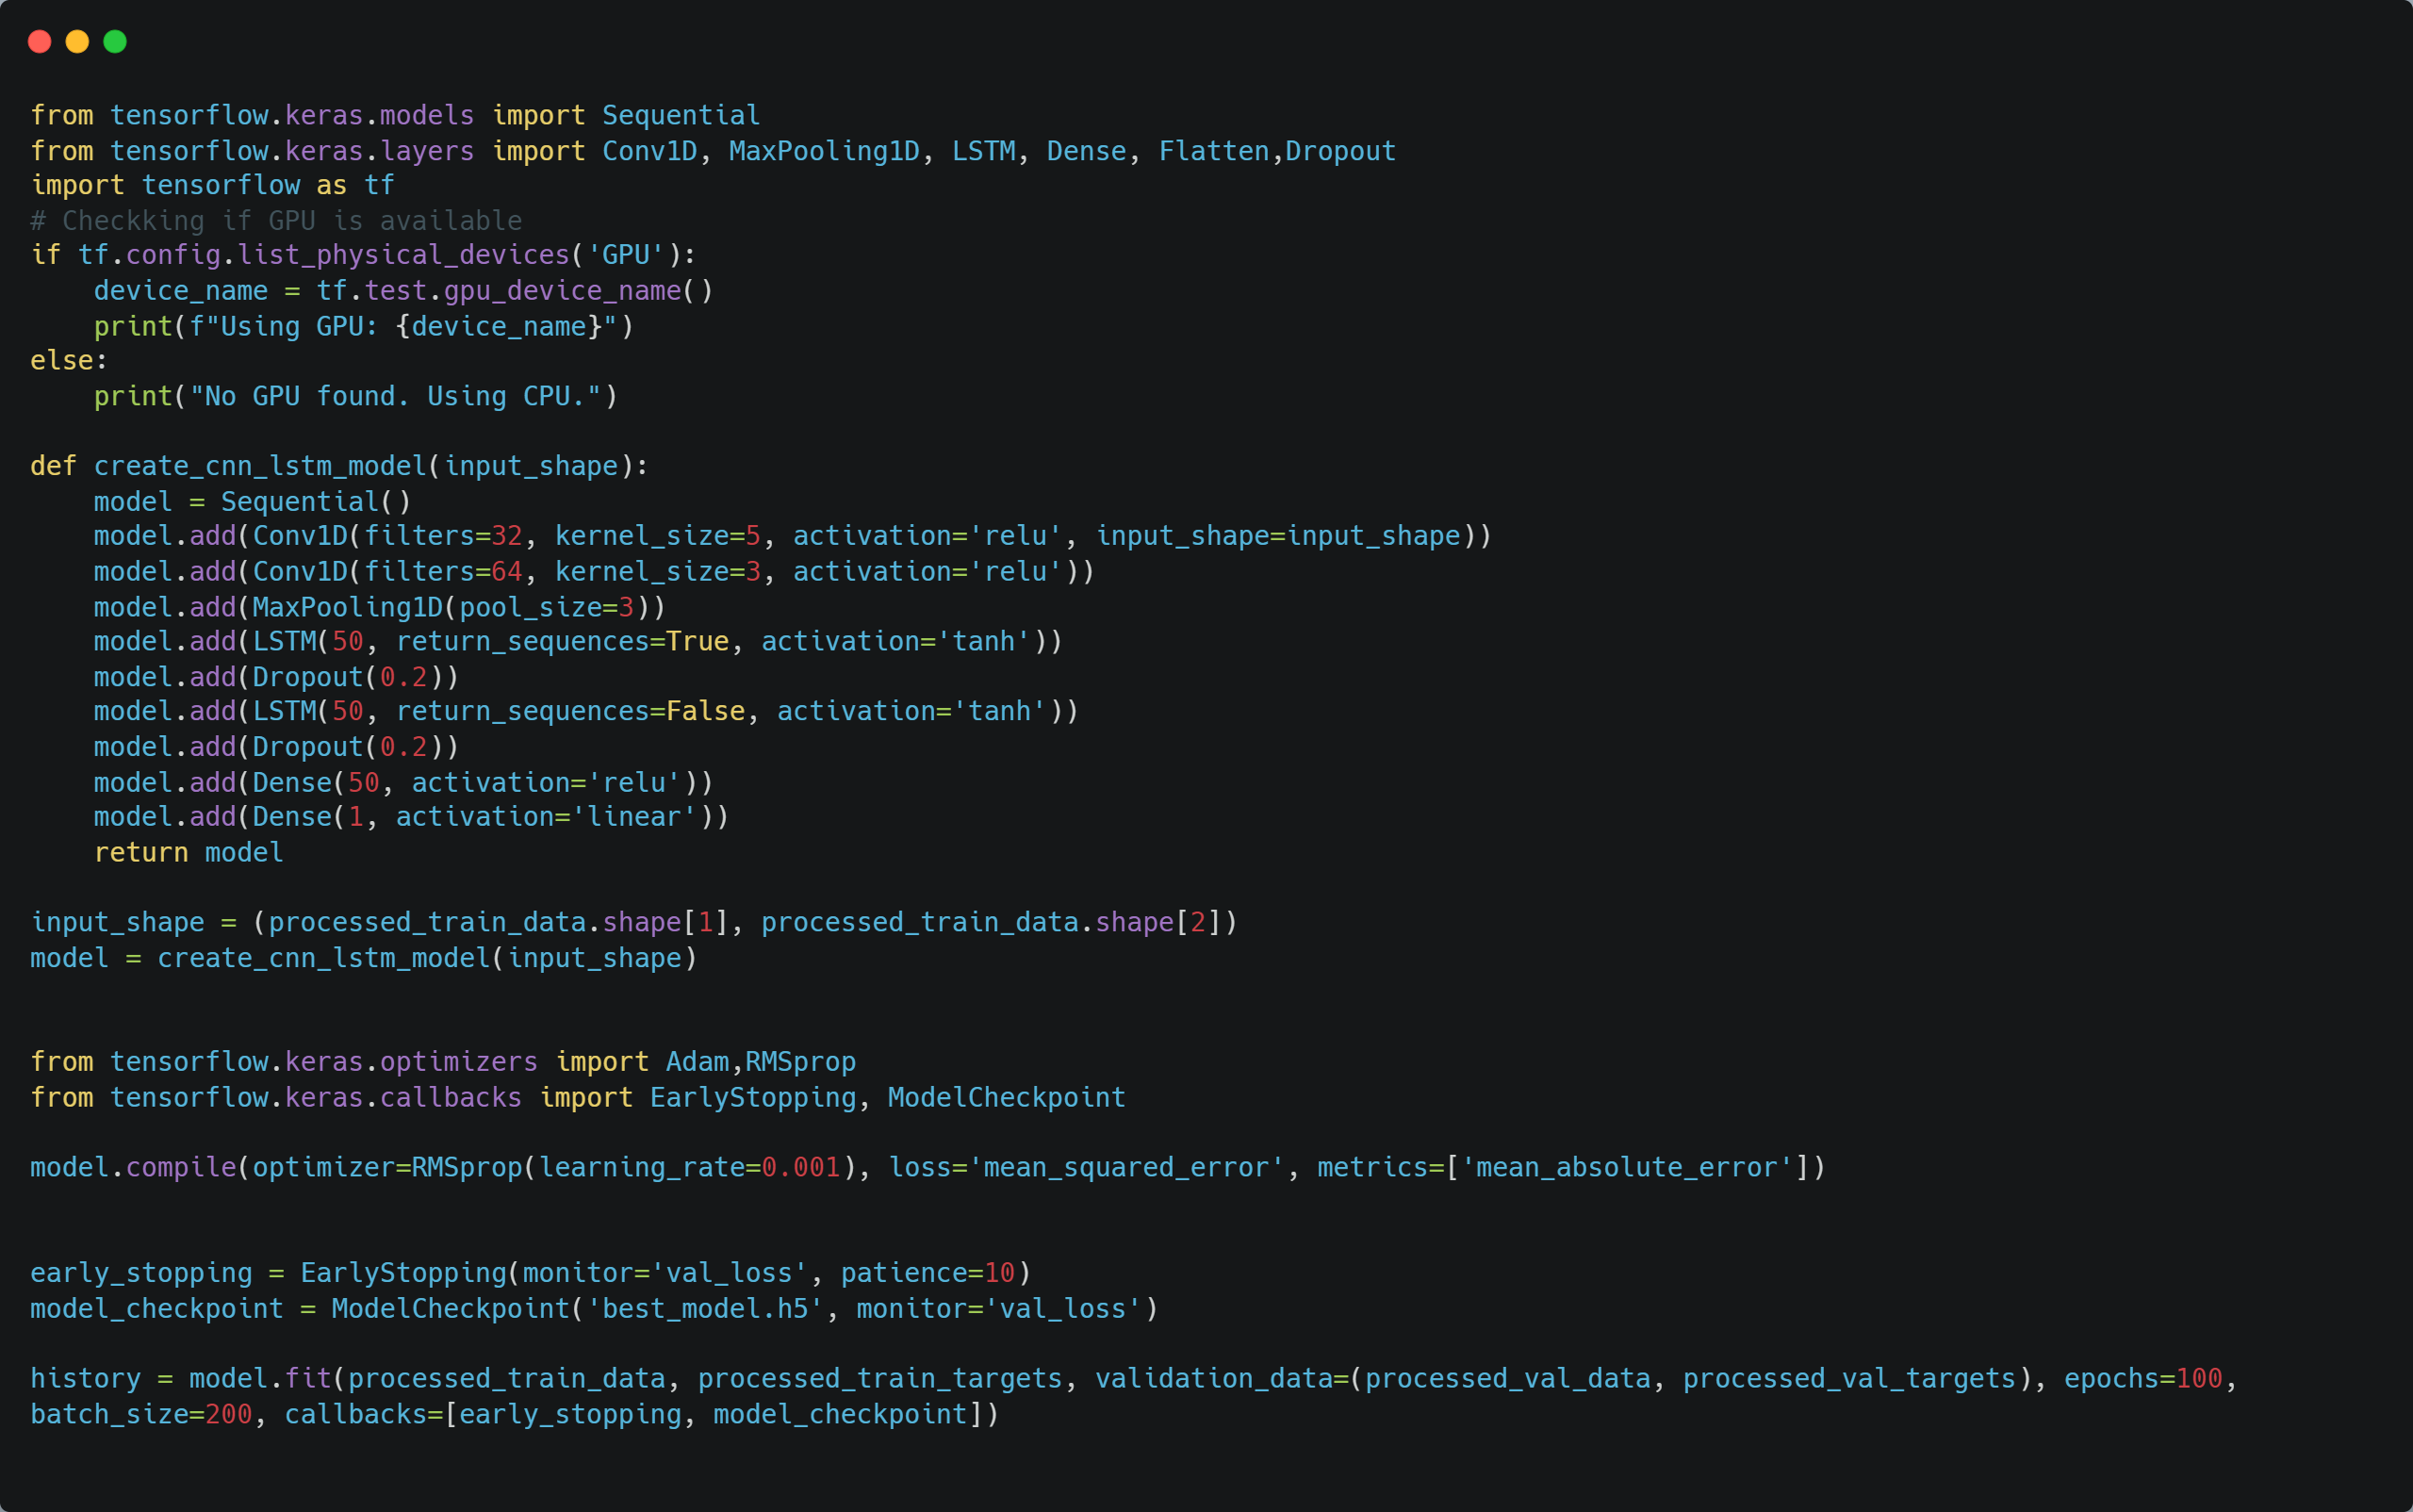 from tensorflow.keras.models import Sequential
from tensorflow.keras.layers import Conv1D, MaxPooling1D, LSTM, Dense, Flatten,Dropout
import tensorflow as tf
# Checkking if GPU is available
if tf.config.list_physical_devices('GPU'):
    device_name = tf.test.gpu_device_name()
    print(f"Using GPU: {device_name}")
else:
    print("No GPU found. Using CPU.")

def create_cnn_lstm_model(input_shape):
    model = Sequential()
    model.add(Conv1D(filters=32, kernel_size=5, activation='relu', input_shape=input_shape))
    model.add(Conv1D(filters=64, kernel_size=3, activation='relu'))
    model.add(MaxPooling1D(pool_size=3))
    model.add(LSTM(50, return_sequences=True, activation='tanh'))
    model.add(Dropout(0.2))
    model.add(LSTM(50, return_sequences=False, activation='tanh'))
    model.add(Dropout(0.2))
    model.add(Dense(50, activation='relu'))
    model.add(Dense(1, activation='linear'))
    return model

input_shape = (processed_train_data.shape[1], processed_train_data.shape[2])
model = create_cnn_lstm_model(input_shape)


from tensorflow.keras.optimizers import Adam,RMSprop
from tensorflow.keras.callbacks import EarlyStopping, ModelCheckpoint

model.compile(optimizer=RMSprop(learning_rate=0.001), loss='mean_squared_error', metrics=['mean_absolute_error'])


early_stopping = EarlyStopping(monitor='val_loss', patience=10)
model_checkpoint = ModelCheckpoint('best_model.h5', monitor='val_loss')

history = model.fit(processed_train_data, processed_train_targets, validation_data=(processed_val_data, processed_val_targets), epochs=100,
batch_size=200, callbacks=[early_stopping, model_checkpoint])